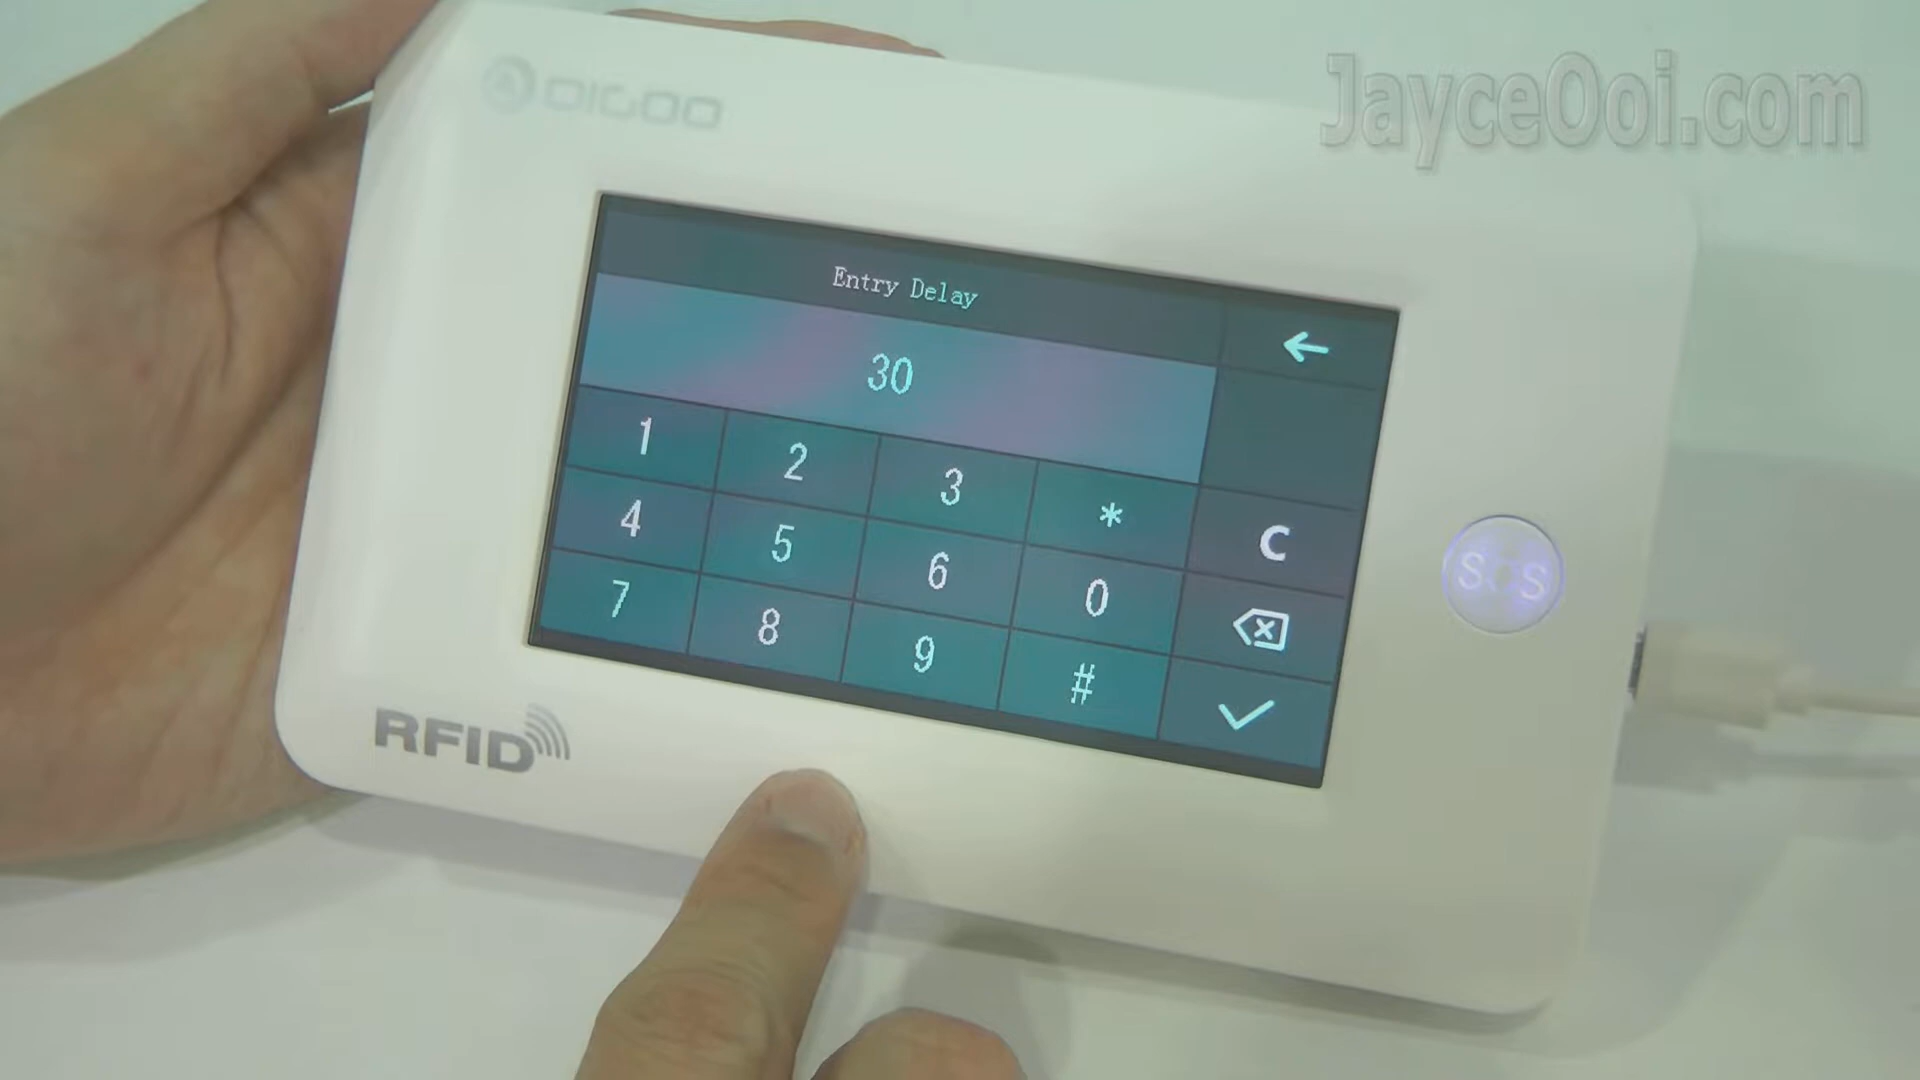 DIGOO
JayceOoi.com
Entry Delay
30
1 2 3 *
4 5 6 0 C
7 8 9 #
SOS
RFID